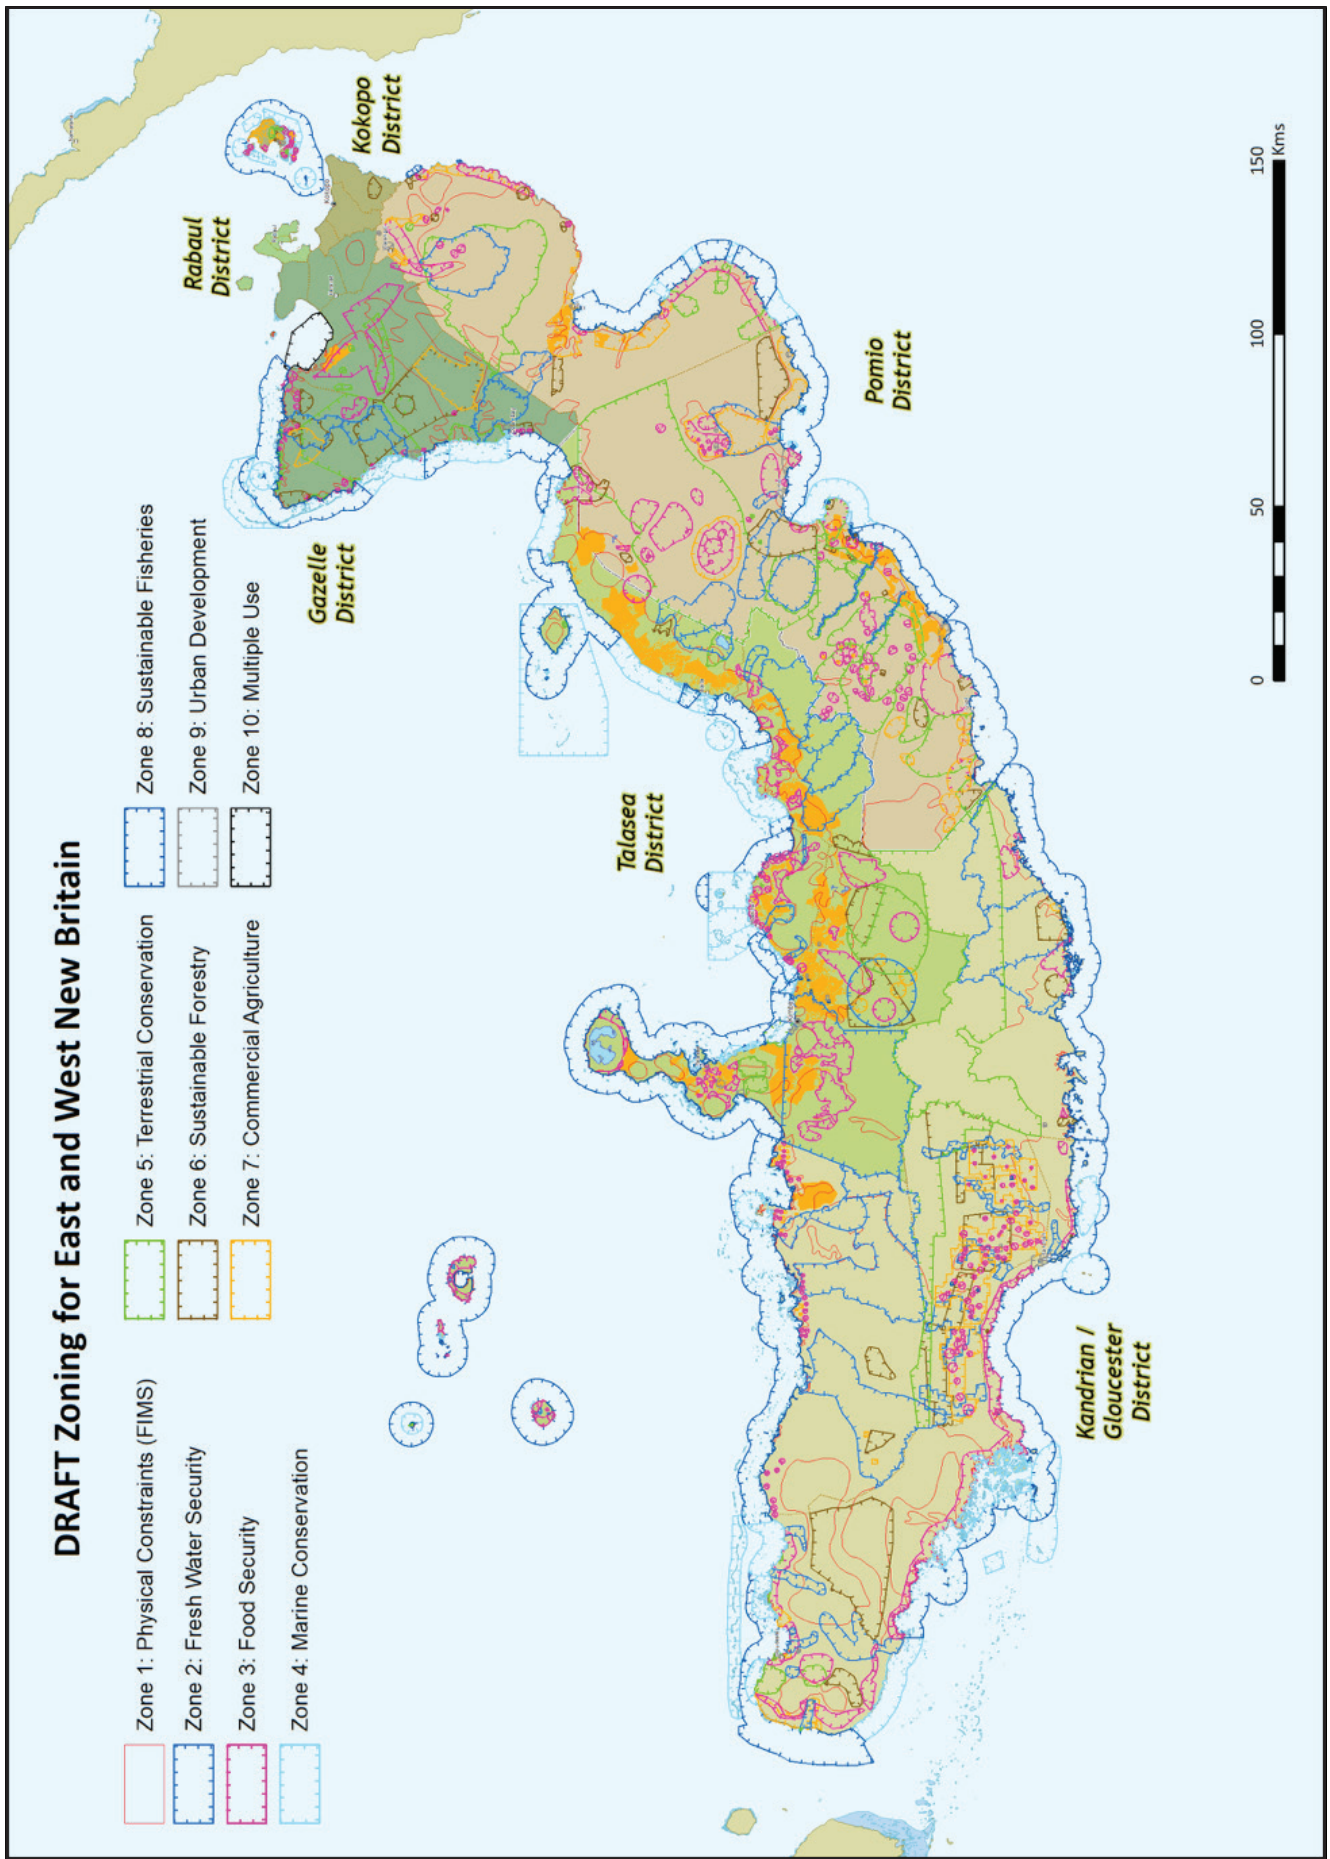 DRAFT Zoning for East and West New Britain
Zone 1: Physical Constraints (FIMS)
Zone 2: Fresh Water Security
Zone 3: Food Security
Zone 4: Marine Conservation
Zone 5: Terrestrial Conservation
Zone 6: Sustainable Forestry
Zone 7: Commercial Agriculture
Zone 8: Sustainable Fisheries
Zone 9: Urban Development
Zone 10: Multiple Use
Gazelle
District
Rabaul
District
Kokopo
District
Talasea
District
Pomio
District
Kandrian /
Gloucester
District
0 50 100 150
Kms